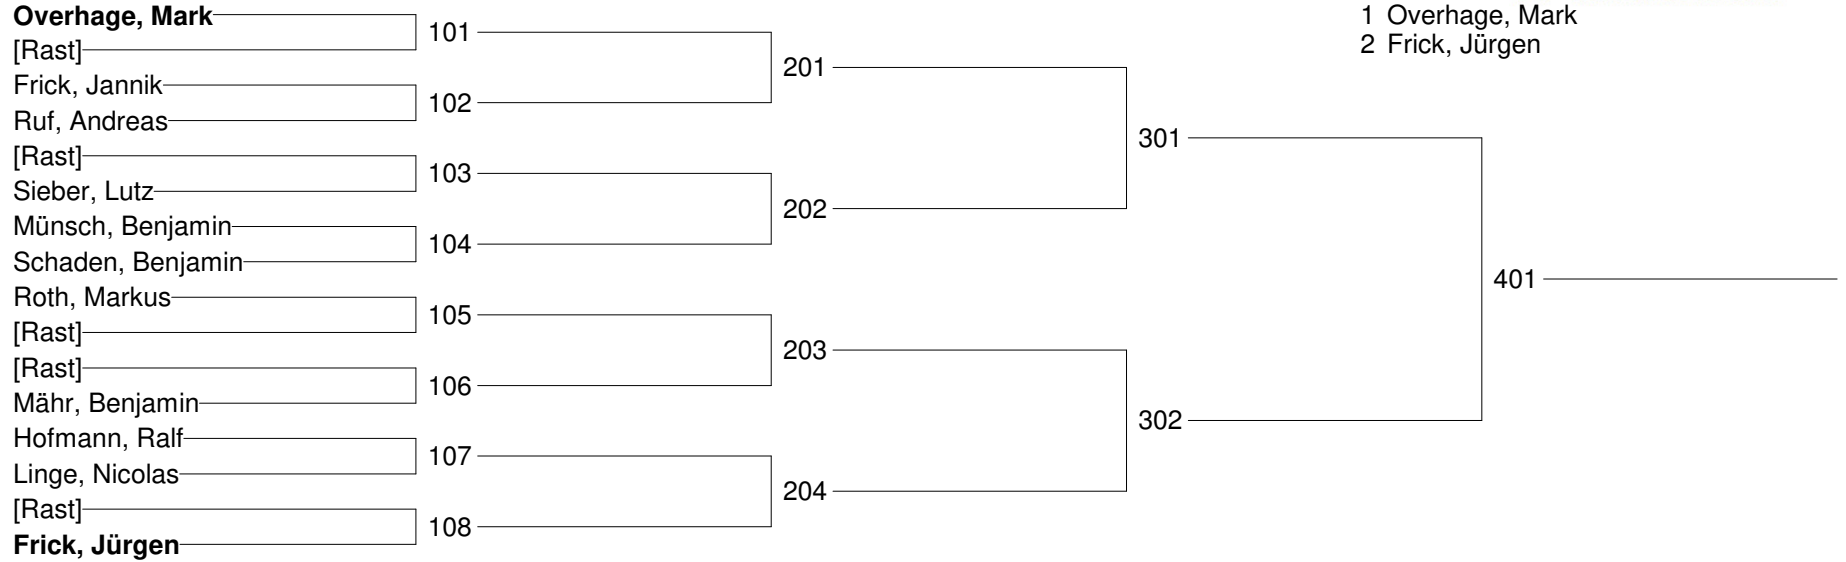 Overhage, Mark
[Rast]
Frick, Jannik
Ruf, Andreas
[Rast]
Sieber, Lutz
Münsch, Benjamin
Schaden, Benjamin
Roth, Markus
[Rast]
[Rast]
Mähr, Benjamin
Hofmann, Ralf
Linge, Nicolas
[Rast]
Frick, Jürgen
101
102
103
104
105
106
107
108
201
202
203
204
301
302
401
1 Overhage, Mark
2 Frick, Jürgen